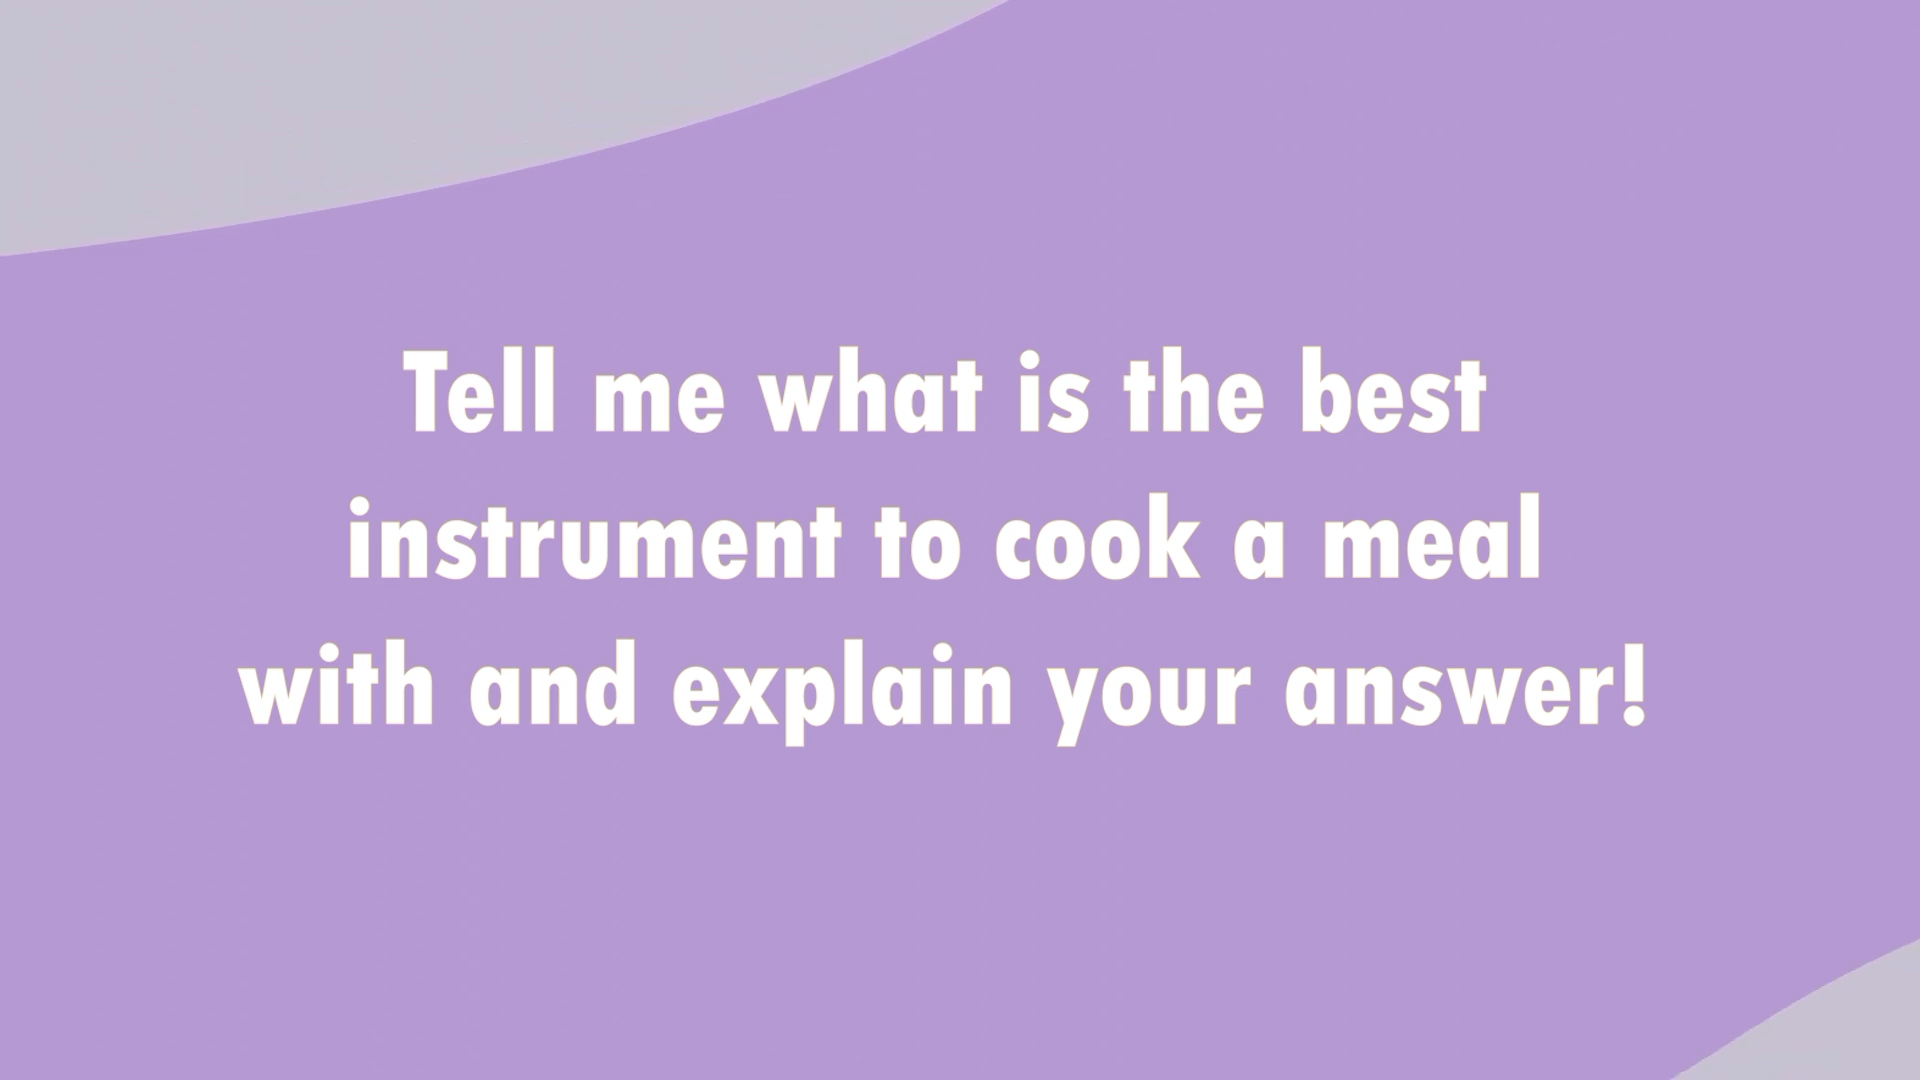 Tell me what is the best
instrument to cook a meal
with and explain your answer!